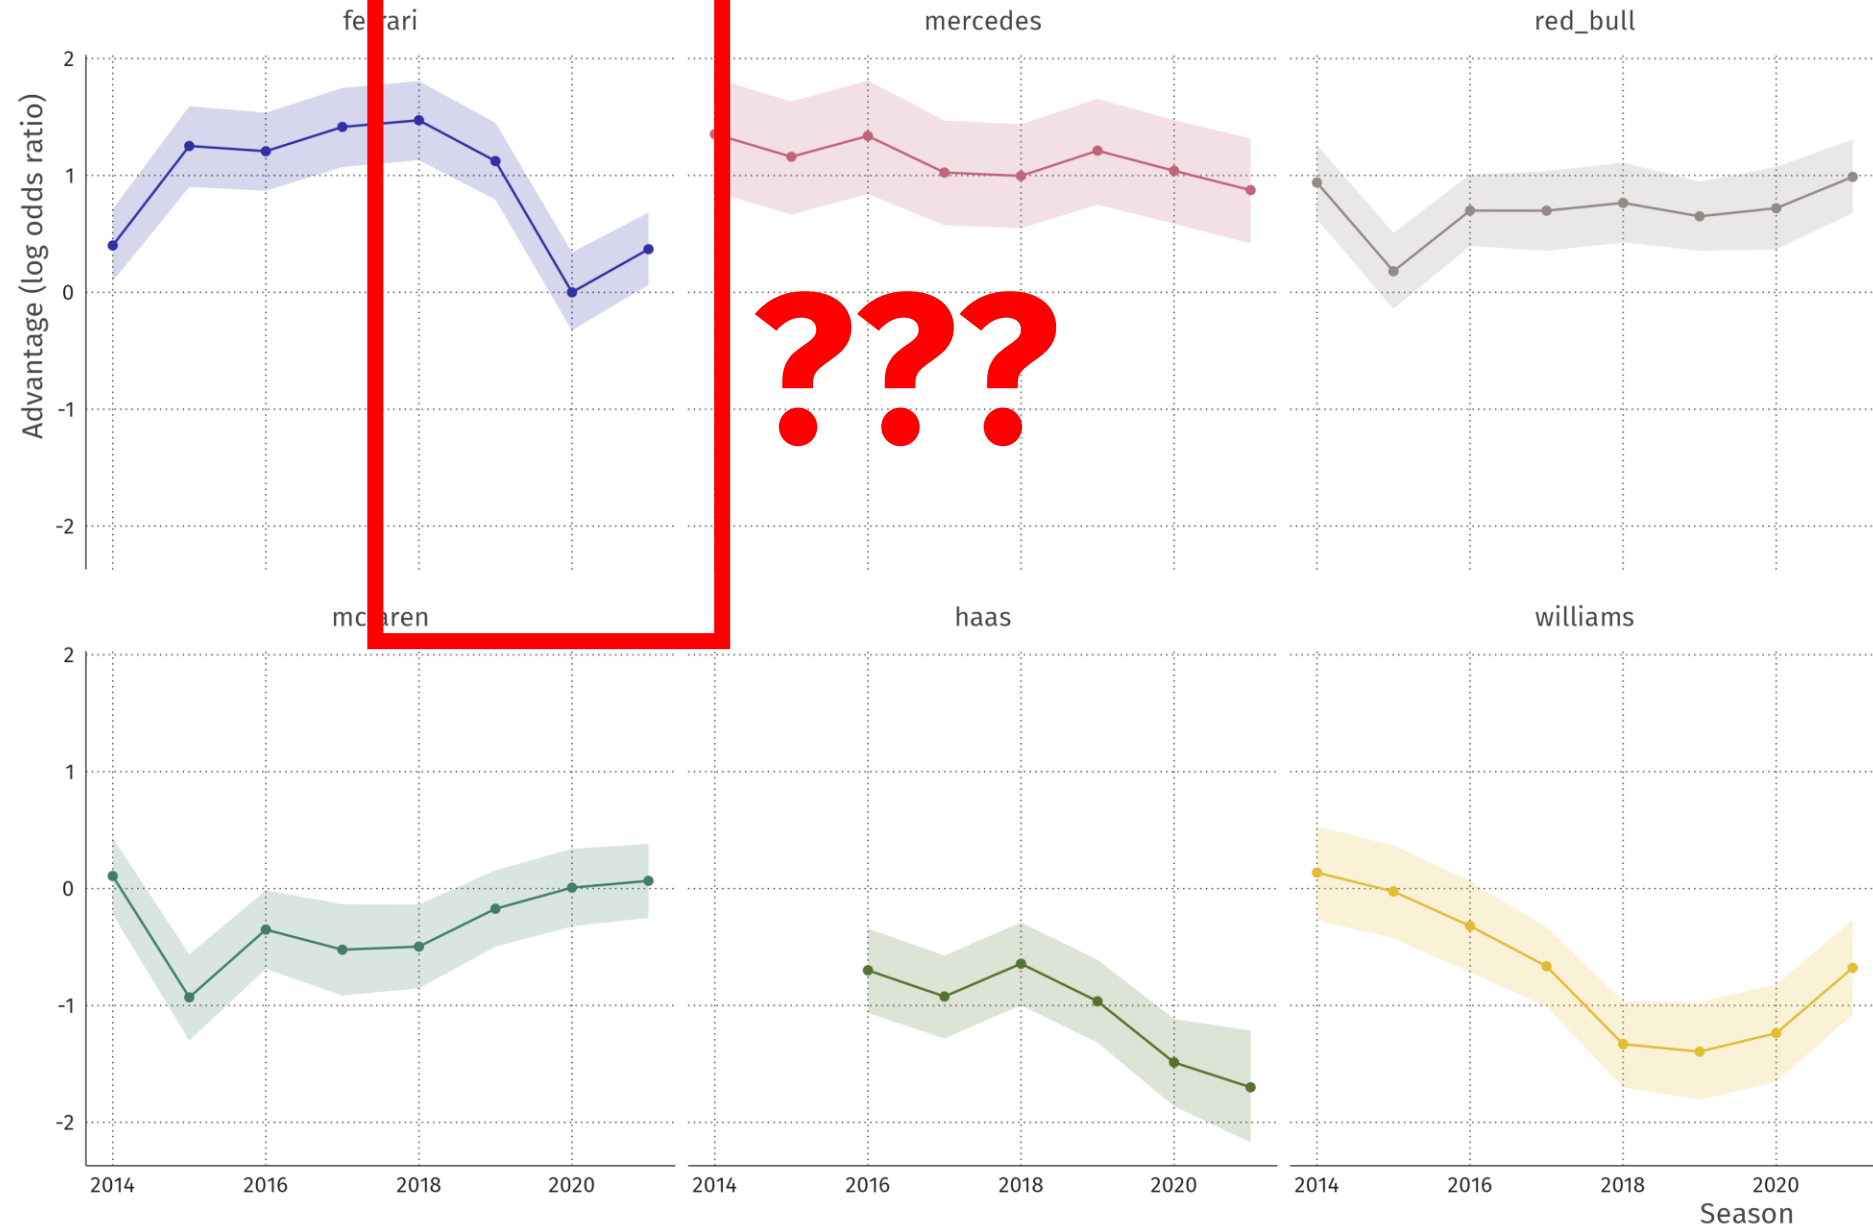 ferrari mercedes red_bull
2
1
0
-1
-2
Advantage (log odds ratio)
???
mclaren haas williams
2
1
0
-1
-2
2014 2016 2018 2020 2014 2016 2018 2020 2014 2016 2018 2020
Season